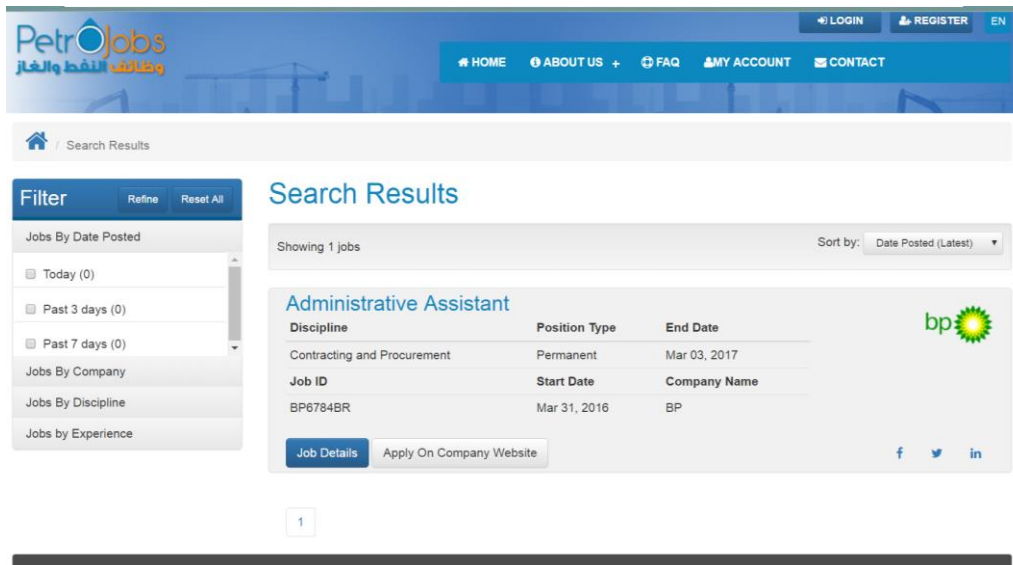 LOGIN REGISTER EN
PetrJobs
وظائف النفط والغاز
HOME ABOUT US + FAQ MY ACCOUNT CONTACT
/ Search Results
Filter Refine Reset All
Jobs By Date Posted
Today (0)
Past 3 days (0)
Past 7 days (0)
Jobs By Company
Jobs By Discipline
Jobs by Experience
Search Results
Showing 1 jobs Sort by: Date Posted (Latest)
Administrative Assistant
bp
Discipline Position Type End Date
Contracting and Procurement Permanent Mar 03, 2017
Job ID Start Date Company Name
BP6784BR Mar 31, 2016 BP
Job Details Apply On Company Website f in
1